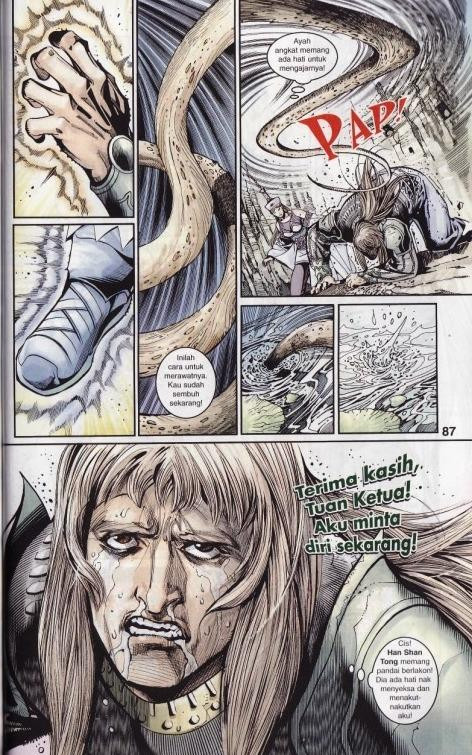 Ayah
angkat memang
ada hati untuk
mengajarnya!
PAP!
Inilah
cara untuk
merawatnya.
Kau sudah
sembuh
sekarang!
87
Terima kasih,
Tuan Ketua!
Aku minta
diri sekarang!
Cis!
Han Shan
Tong memang
pandai berlakon!
Dia ada hati nak
menyeksa dan
menakut-
nakutkan
aku!